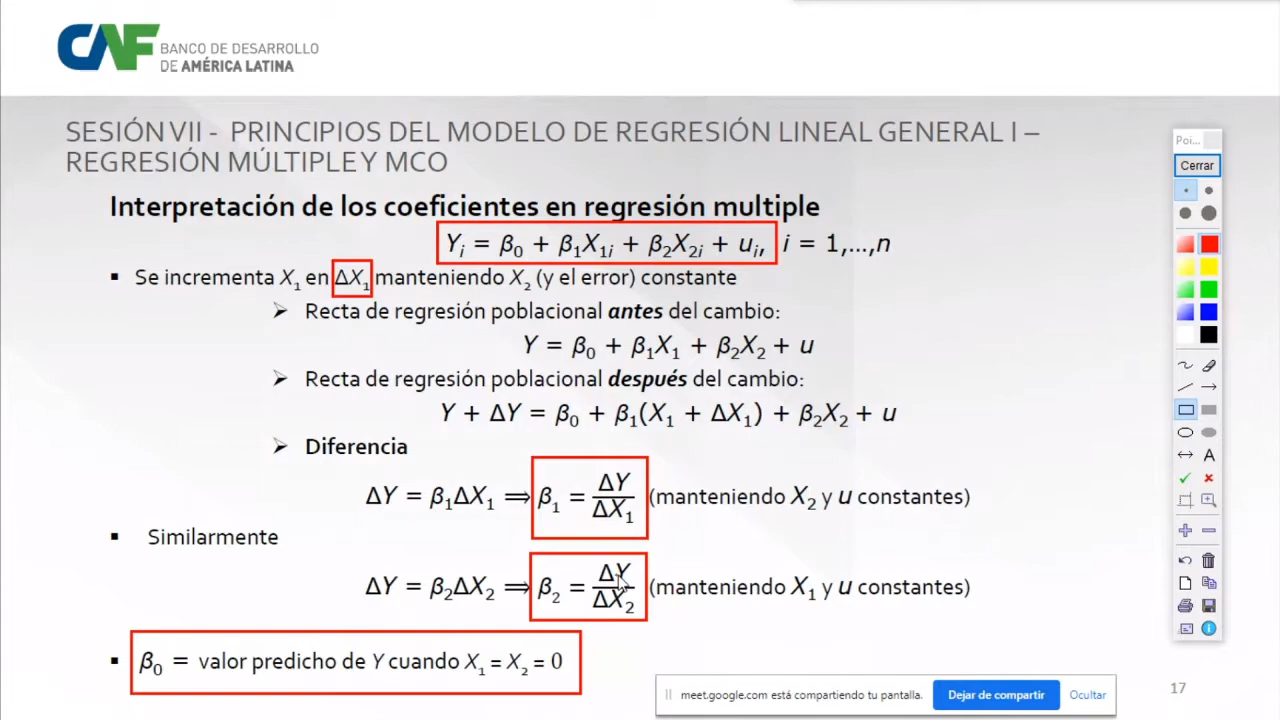 CAF BANCO DE DESARROLLO
DE AMÉRICA LATINA
SESIÓN VII - PRINCIPIOS DEL MODELO DE REGRESIÓN LINEAL GENERAL I –
REGRESIÓN MÚLTIPLE Y MCO
Interpretación de los coeficientes en regresión multiple
Yᵢ = β₀ + β₁X₁ᵢ + β₂X₂ᵢ + uᵢ, i = 1,...,n
▪ Se incrementa X₁ en ΔX₁ manteniendo X₂ (y el error) constante
➢ Recta de regresión poblacional antes del cambio:
Y = β₀ + β₁X₁ + β₂X₂ + u
➢ Recta de regresión poblacional después del cambio:
Y + ΔY = β₀ + β₁(X₁ + ΔX₁) + β₂X₂ + u
➢ Diferencia
ΔY = β₁ΔX₁ ⟹ β₁ = ΔY/ΔX₁ (manteniendo X₂ y u constantes)
▪ Similarmente
ΔY = β₂ΔX₂ ⟹ β₂ = ΔY/ΔX₂ (manteniendo X₁ y u constantes)
▪ β₀ = valor predicho de Y cuando X₁ = X₂ = 0
Poi...
Cerrar
A
meet.google.com está compartiendo tu pantalla. Dejar de compartir Ocultar
17